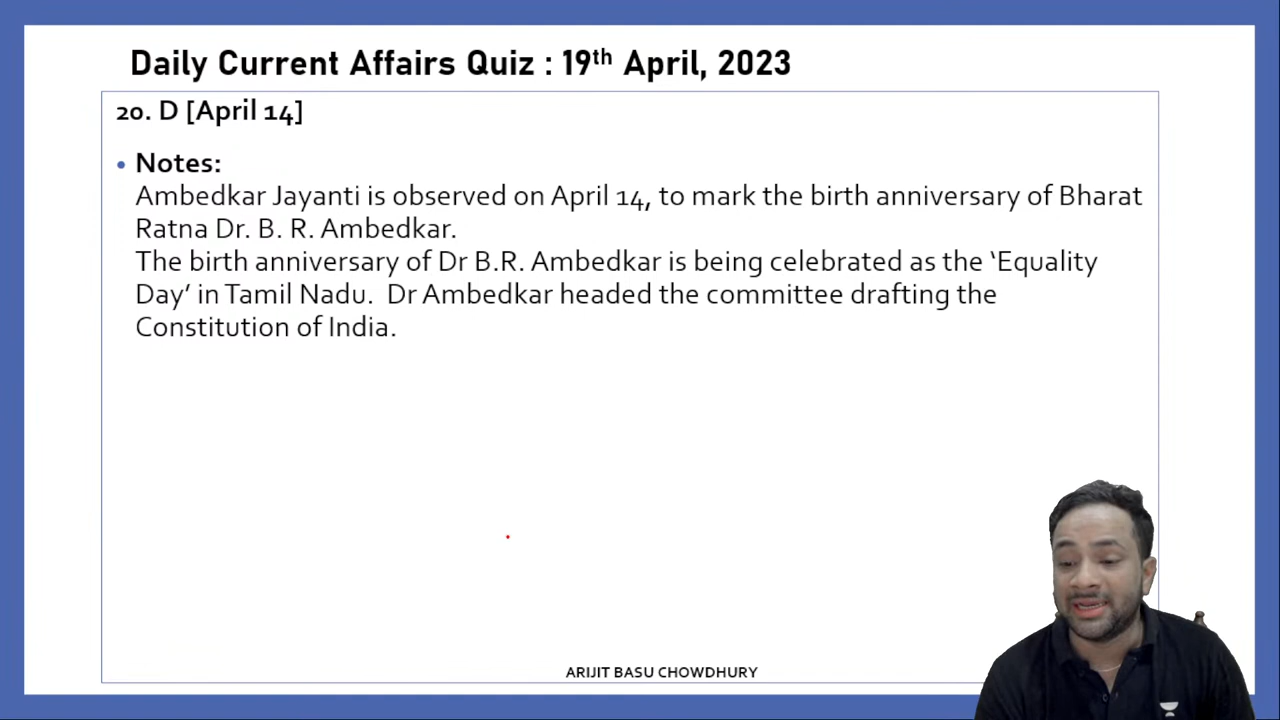 Daily Current Affairs Quiz : 19th April, 2023
20. D [April 14]
• Notes:
Ambedkar Jayanti is observed on April 14, to mark the birth anniversary of Bharat
Ratna Dr. B. R. Ambedkar.
The birth anniversary of Dr B.R. Ambedkar is being celebrated as the ‘Equality
Day’ in Tamil Nadu.  Dr Ambedkar headed the committee drafting the
Constitution of India.
ARIJIT BASU CHOWDHURY